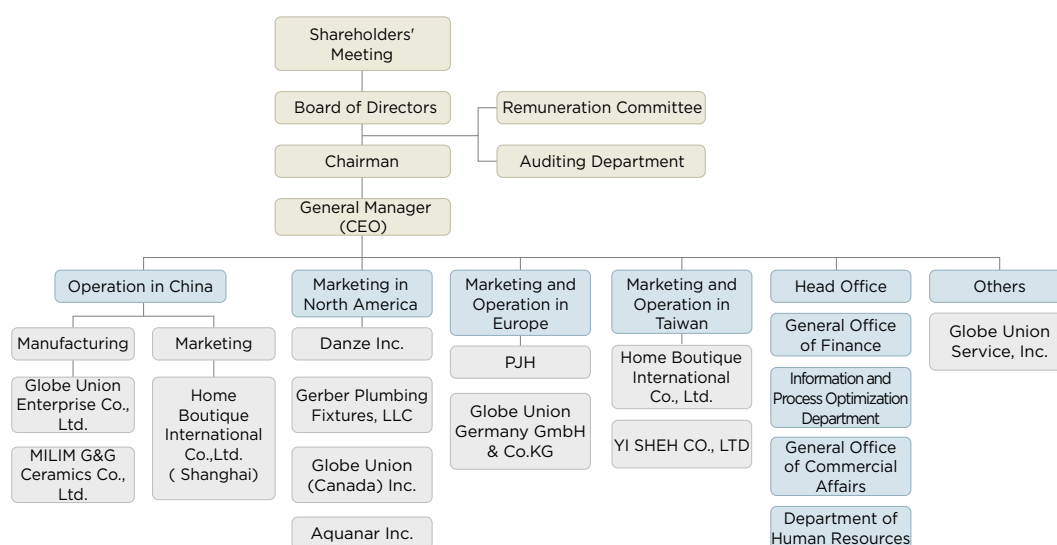 Shareholders'
Meeting
Board of Directors
Remuneration Committee
Chairman
Auditing Department
General Manager
(CEO)
Operation in China
Manufacturing
Globe Union
Enterprise Co.,
Ltd.
MILIM G&G
Ceramics Co.,
Ltd.
Marketing
Home
Boutique
International
Co.,Ltd.
( Shanghai)
Marketing in
North America
Danze Inc.
Gerber Plumbing
Fixtures, LLC
Globe Union
(Canada) Inc.
Aquanar Inc.
Marketing and
Operation in
Europe
PJH
Globe Union
Germany GmbH
& Co.KG
Marketing and
Operation in
Taiwan
Home Boutique
International
Co., Ltd.
YI SHEH CO., LTD
Head Office
General Office
of Finance
Information and
Process Optimization
Department
General Office
of Commercial
Affairs
Department of
Human Resources
Others
Globe Union
Service, Inc.